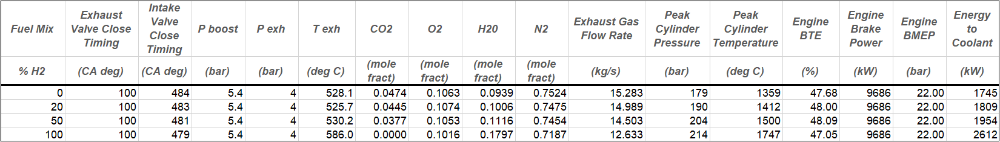 Fuel Mix Exhaust Valve Close Timing Intake Valve Close Timing P boost P exh T exh CO2 O2 H20 N2 Exhaust Gas Flow Rate Peak Cylinder Pressure Peak Cylinder Temperature Engine BTE Engine Brake Power Engine BMEP Energy to Coolant
% H2 (CA deg) (CA deg) (bar) (bar) (deg C) (mole fract) (mole fract) (mole fract) (mole fract) (kg/s) (bar) (deg C) (%) (kW) (bar) (kW)
0 100 484 5.4 4 528.1 0.0474 0.1063 0.0939 0.7524 15.283 179 1359 47.68 9686 22.00 1745
20 100 483 5.4 4 525.7 0.0445 0.1074 0.1006 0.7475 14.989 190 1412 48.00 9686 22.00 1809
50 100 481 5.4 4 530.2 0.0377 0.1053 0.1116 0.7454 14.503 204 1500 48.09 9686 22.00 1954
100 100 479 5.4 4 586.0 0.0000 0.1016 0.1797 0.7187 12.633 214 1747 47.05 9686 22.00 2612